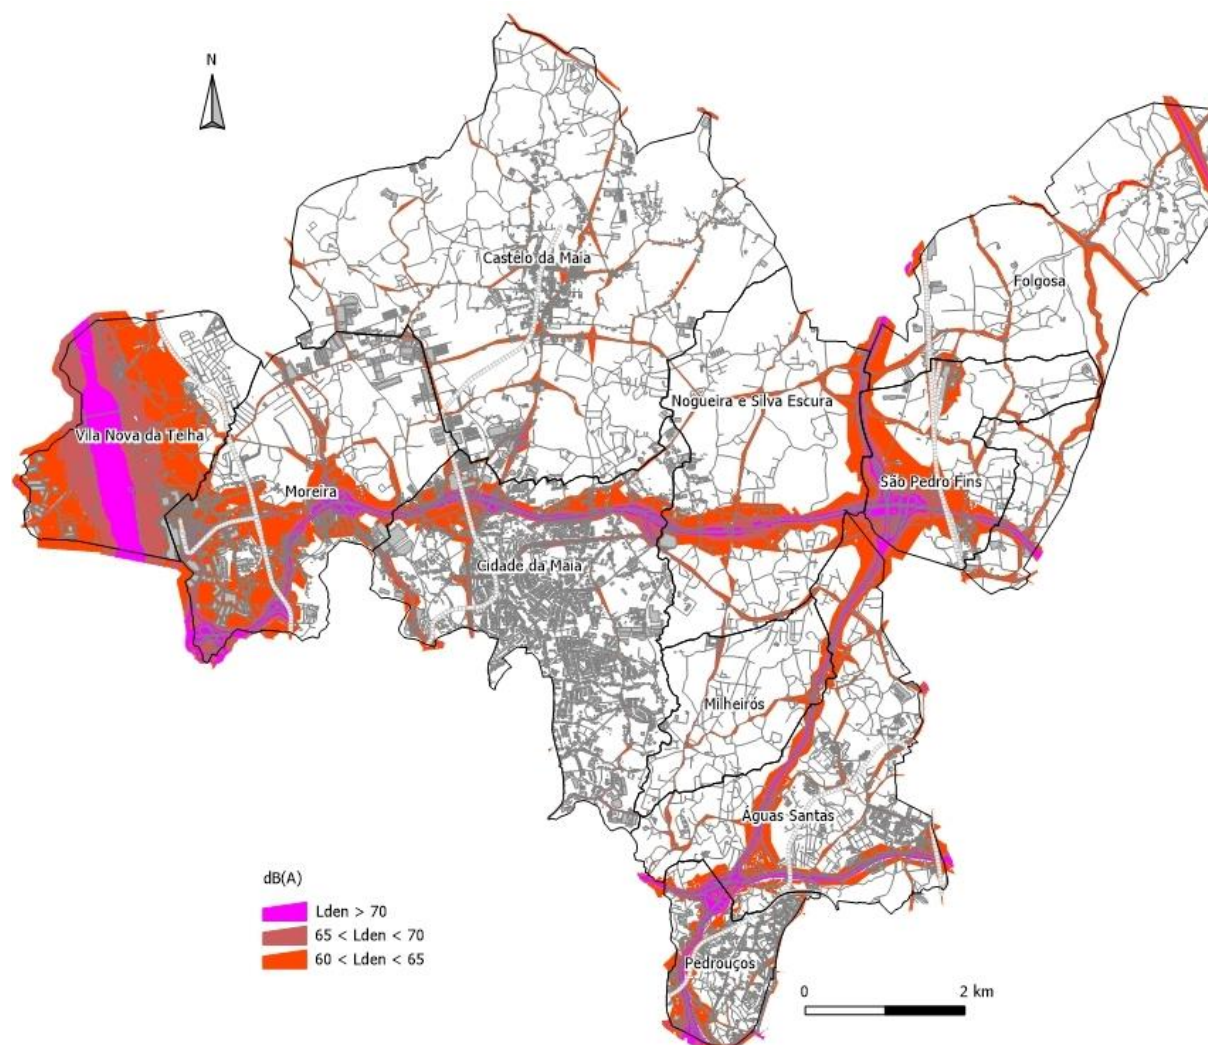 N
Castêlo da Maia
Folgosa
Nogueira e Silva Escura
Vila Nova da Telha
Moreira
São Pedro Fins
Cidade da Maia
Milheirós
Águas Santas
Pedrouços
dB(A)
Lden > 70
65 < Lden < 70
60 < Lden < 65
0
2 km